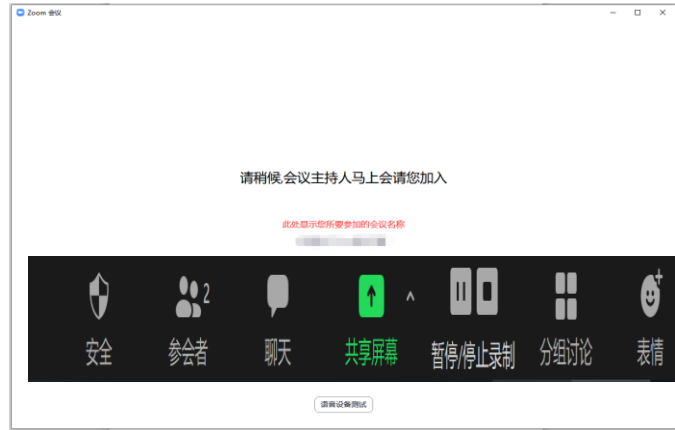 Zoom 会议
请稍候,会议主持人马上会请您加入
此处显示您所要参加的会议名称
2
安全 参会者 聊天 共享屏幕 暂停/停止录制 分组讨论 表情
语音设备测试